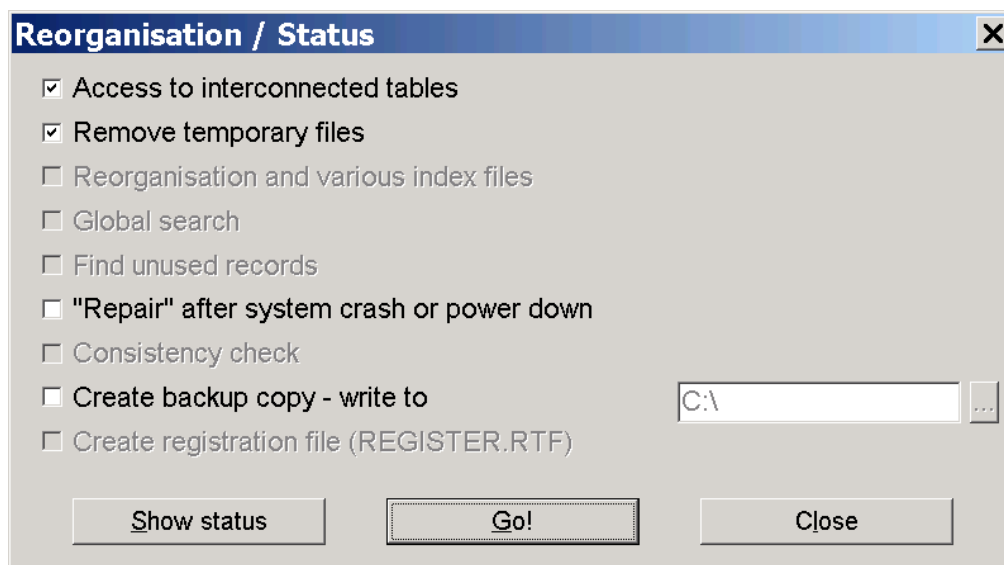 Reorganisation / Status
Access to interconnected tables
Remove temporary files
Reorganisation and various index files
Global search
Find unused records
"Repair" after system crash or power down
Consistency check
Create backup copy - write to C:\ ...
Create registration file (REGISTER.RTF)
Show status Go! Close